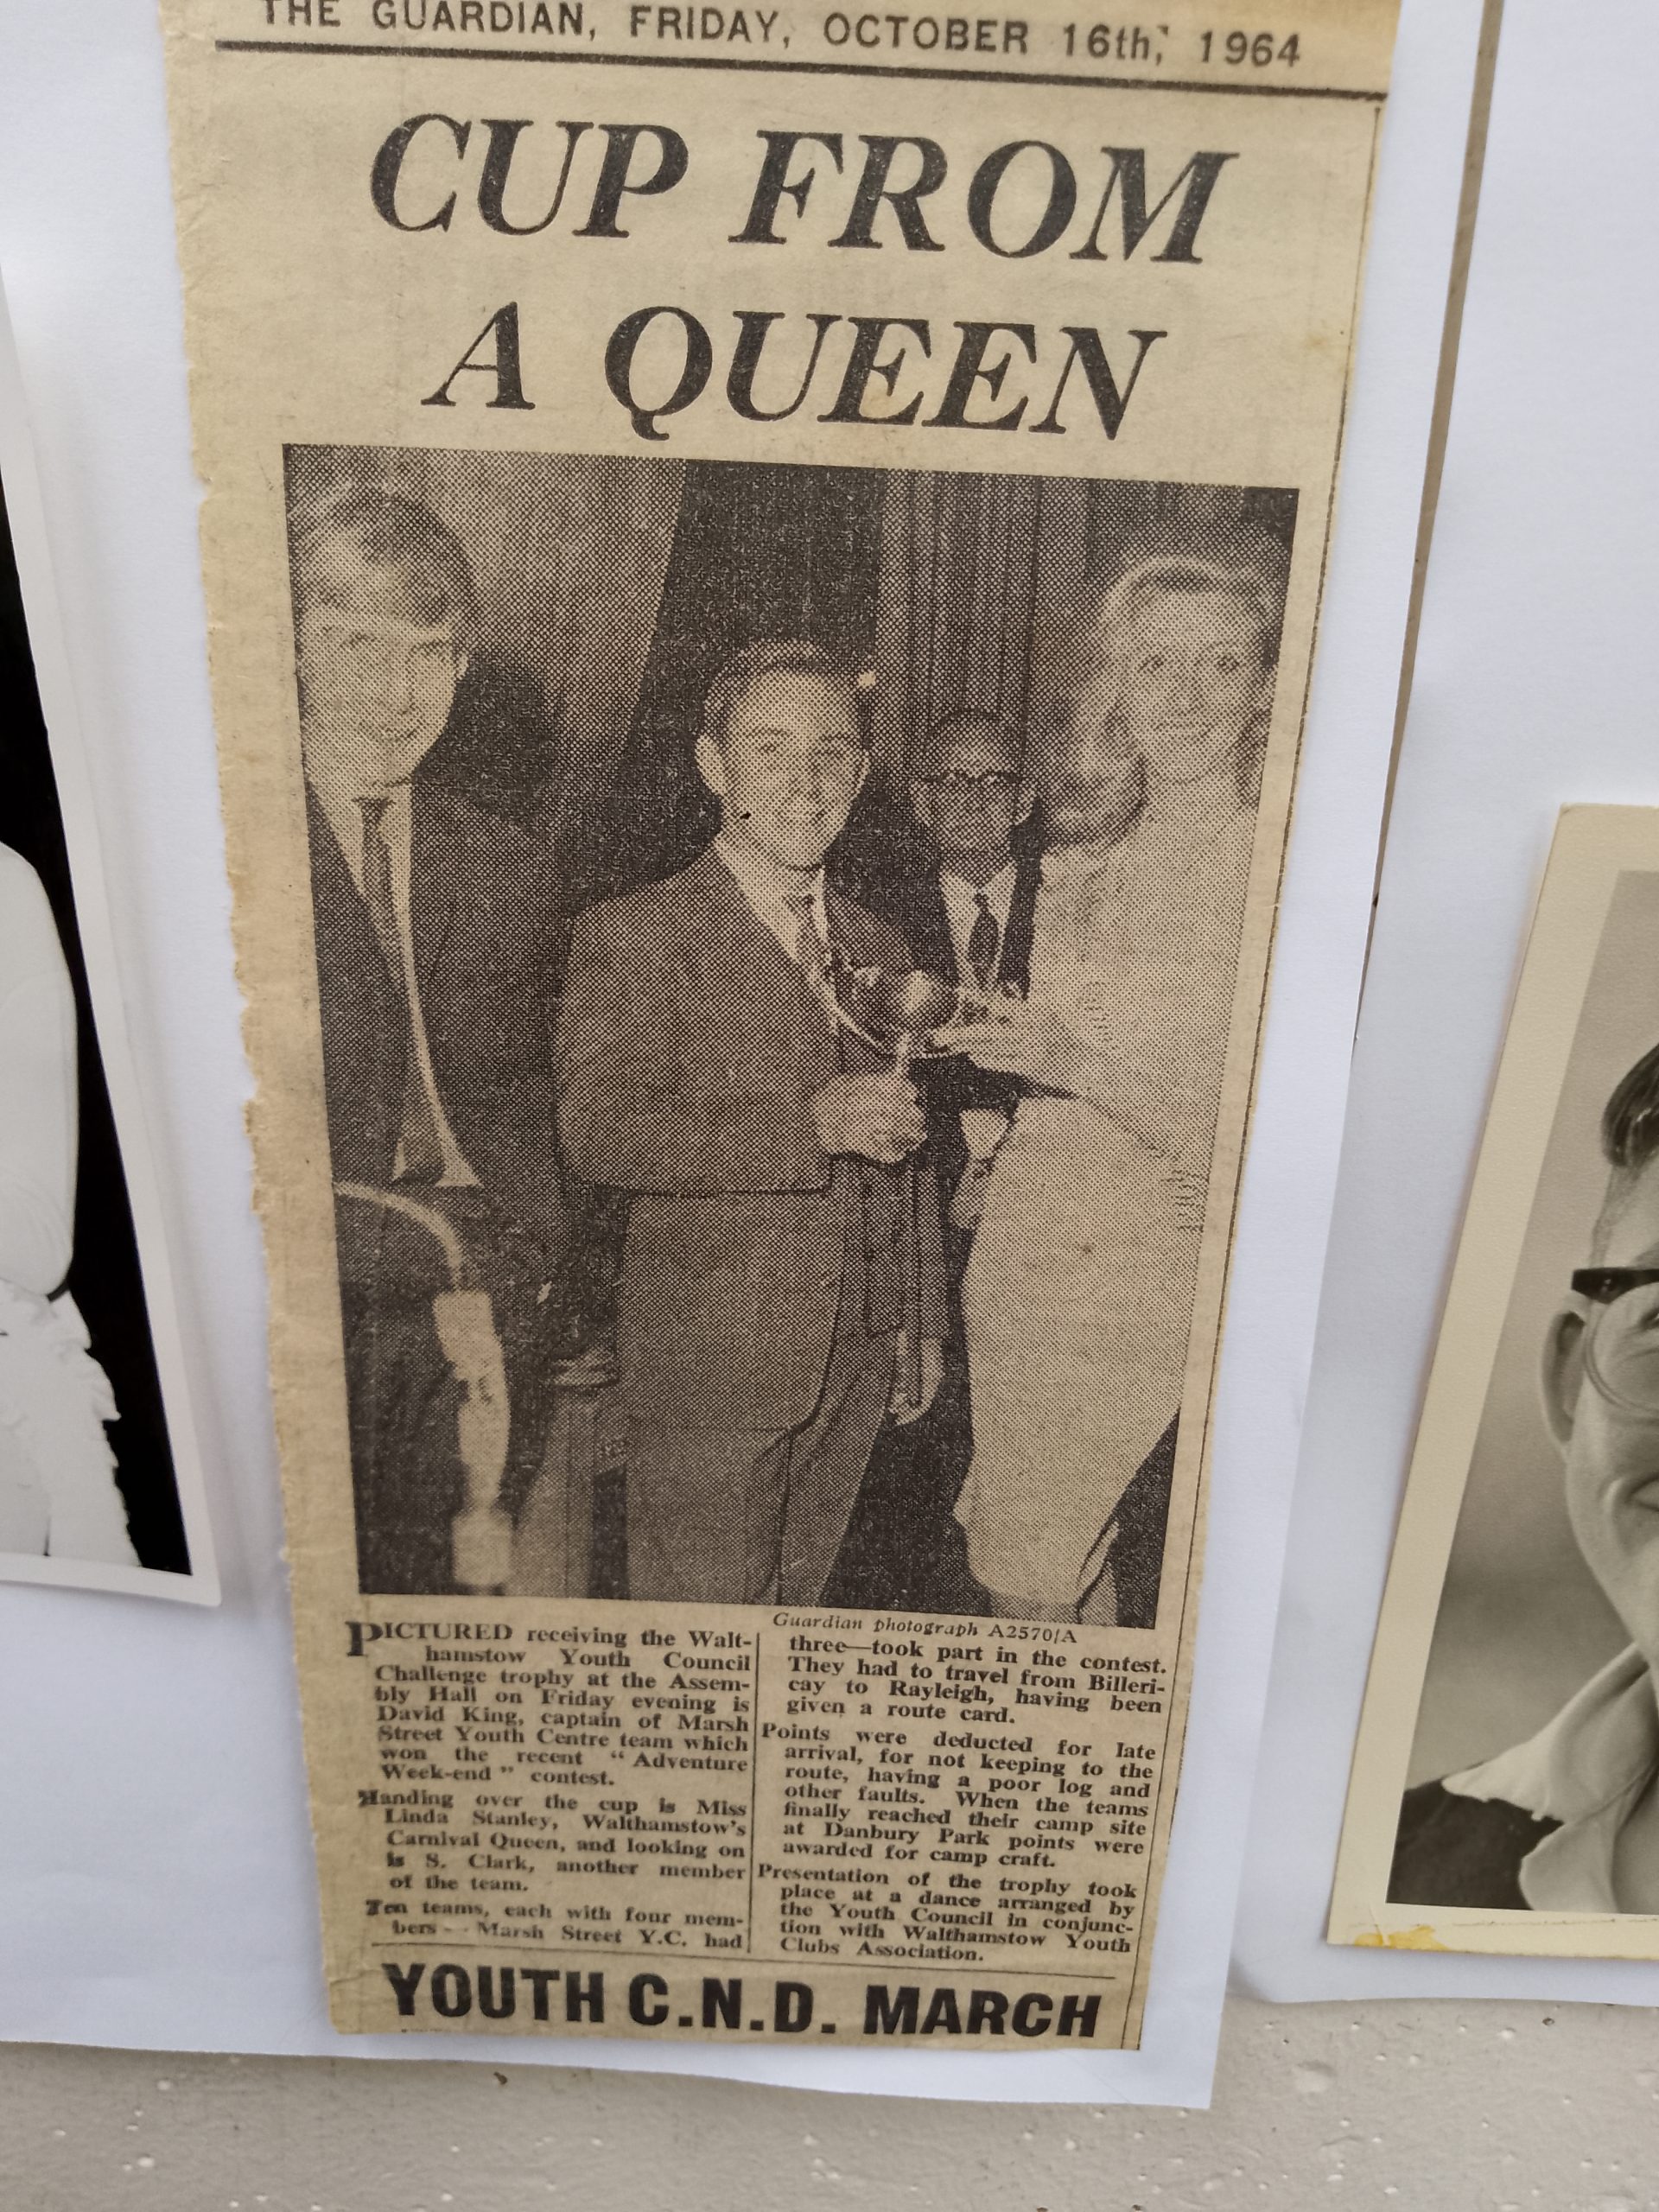 THE GUARDIAN, FRIDAY, OCTOBER 16th, 1964
CUP FROM
A QUEEN
Guardian photograph A2570/A
PICTURED receiving the Walt-
hamstow Youth Council
Challenge trophy at the Assem-
bly Hall on Friday evening is
David King, captain of Marsh
Street Youth Centre team which
won the recent “ Adventure
Week-end ” contest.
Handing over the cup is Miss
Linda Stanley, Walthamstow's
Carnival Queen, and looking on
is S. Clark, another member
of the team.
Ten teams, each with four mem-
bers — Marsh Street Y.C. had
three—took part in the contest.
They had to travel from Billeri-
cay to Rayleigh, having been
given a route card.
Points were deducted for late
arrival, for not keeping to the
route, having a poor log and
other faults. When the teams
finally reached their camp site
at Danbury Park points were
awarded for camp craft.
Presentation of the trophy took
place at a dance arranged by
the Youth Council in conjunc-
tion with Walthamstow Youth
Clubs Association.
YOUTH C.N.D. MARCH